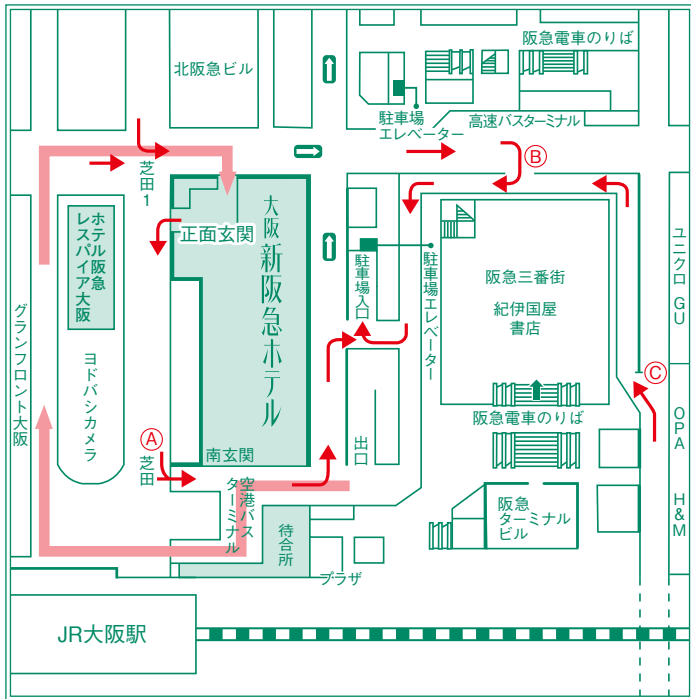 阪急電車のりば
北阪急ビル
駐車場
エレベーター
高速バスターミナル
Ⓑ
芝田1
ホテル阪急
レスパイア大阪
正面玄関
大阪
新阪急ホテル
駐車場入口
駐車場エレベーター
阪急三番街
紀伊国屋
書店
ユニクロ GU
グランフロント大阪
ヨドバシカメラ
Ⓒ
阪急電車のりば
OPA
Ⓐ
芝田
南玄関
出口
空港バス
ターミナル
待合所
阪急
ターミナル
ビル
H&M
プラザ
JR大阪駅